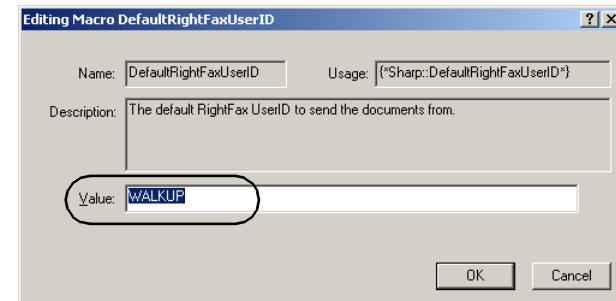 Editing Macro DefaultRightFaxUserID
Name: DefaultRightFaxUserID Usage: {*Sharp::DefaultRightFaxUserID*}
Description: The default RightFax UserID to send the documents from.
Value: WALKUP
OK Cancel